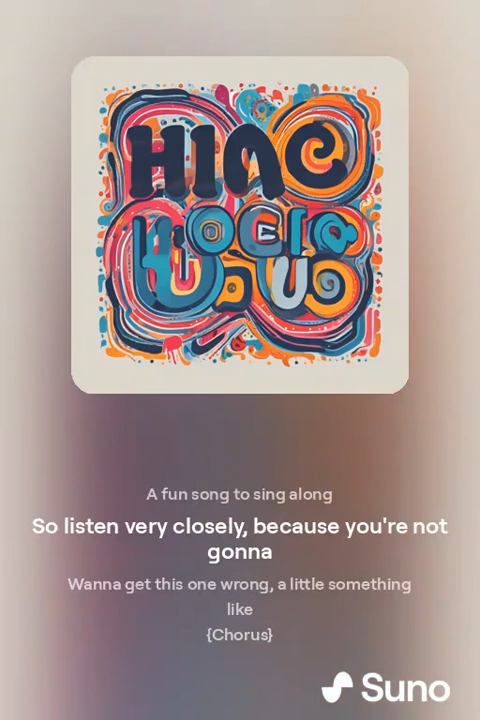 HINC
A fun song to sing along
So listen very closely, because you're not
gonna
Wanna get this one wrong, a little something
like
{Chorus}
Suno